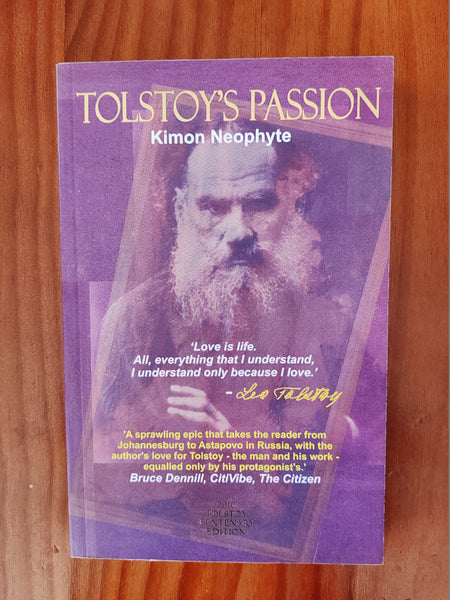 TOLSTOY'S PASSION
Kimon Neophyte
‘Love is life.
All, everything that I understand,
I understand only because I love.’
- Leo Tolstoy
'A sprawling epic that takes the reader from
Johannesburg to Astapovo in Russia, with the
author's love for Tolstoy - the man and his work -
equalled only by his protagonist's.'
Bruce Dennill, CitiVibe, The Citizen
2010
TOLSTOY
CENTENARY
EDITION